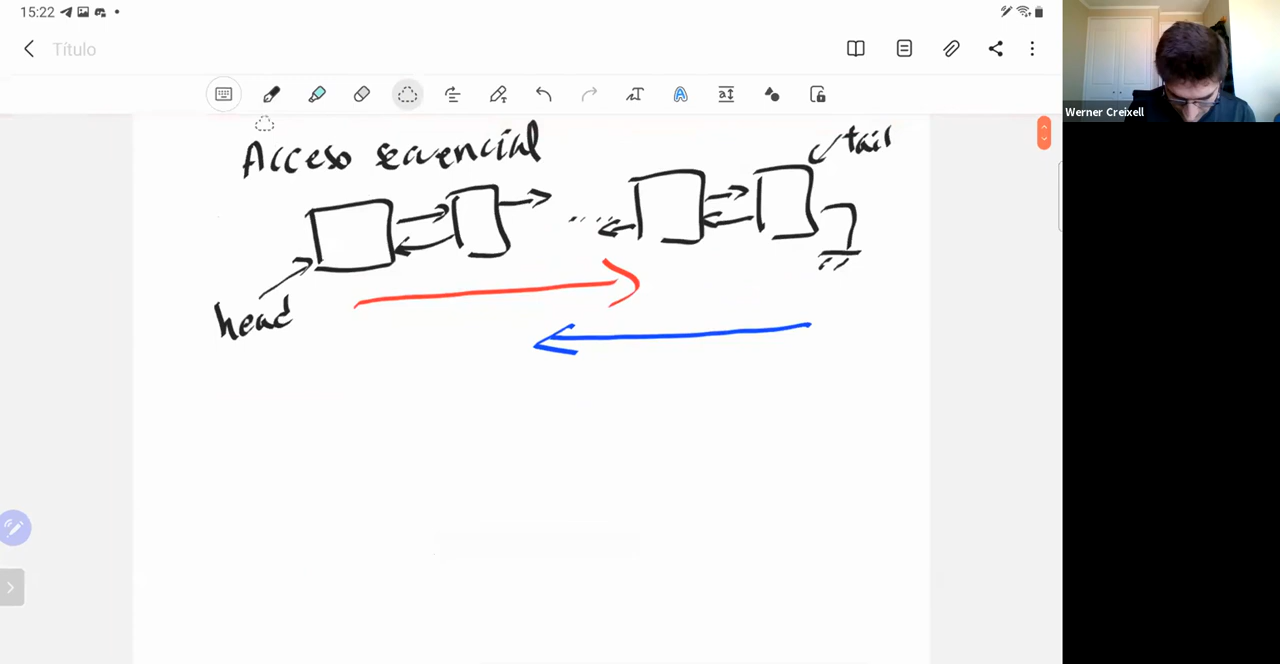 15:22
Título
Werner Creixell
Acceso secuencial
tail
head